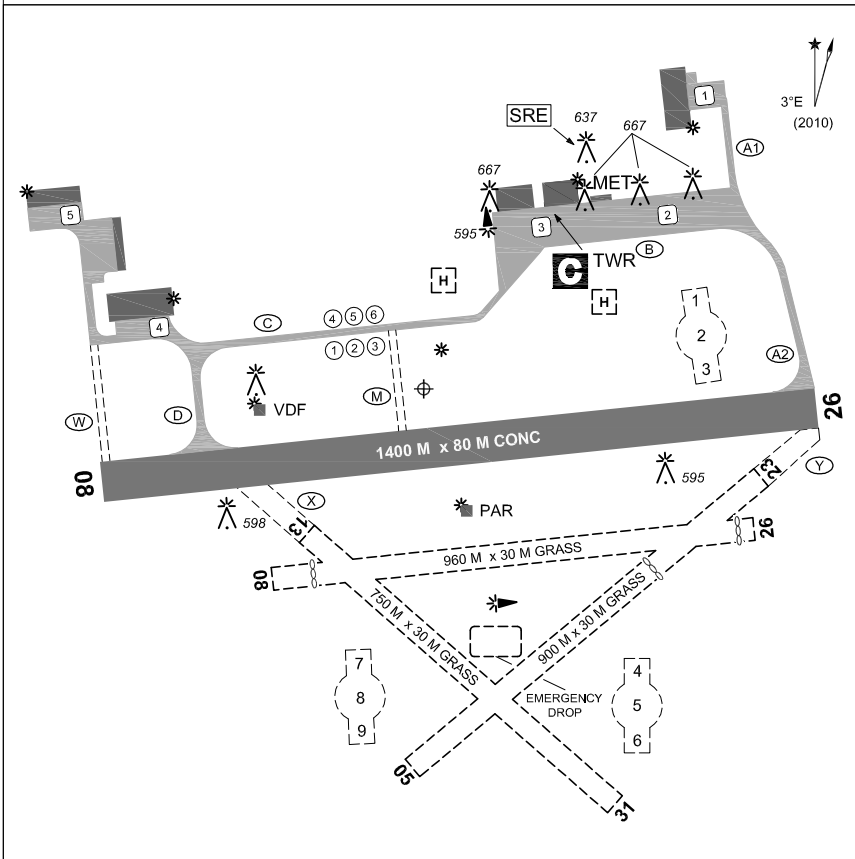 1
3°E
(2010)
SRE
637
667
A1
667
MET
5
2
3
595
B
TWR
C
H
H
1
2
3
4
C
4 5 6
1 2 3
A2
W
D
M
VDF
26
1400 M x 80 M CONC
08
Y
23
595
X
13
598
PAR
26
960 M x 30 M GRASS
08
750 M x 30 M GRASS
900 M x 30 M GRASS
7
8
9
4
5
6
EMERGENCY
DROP
05
31